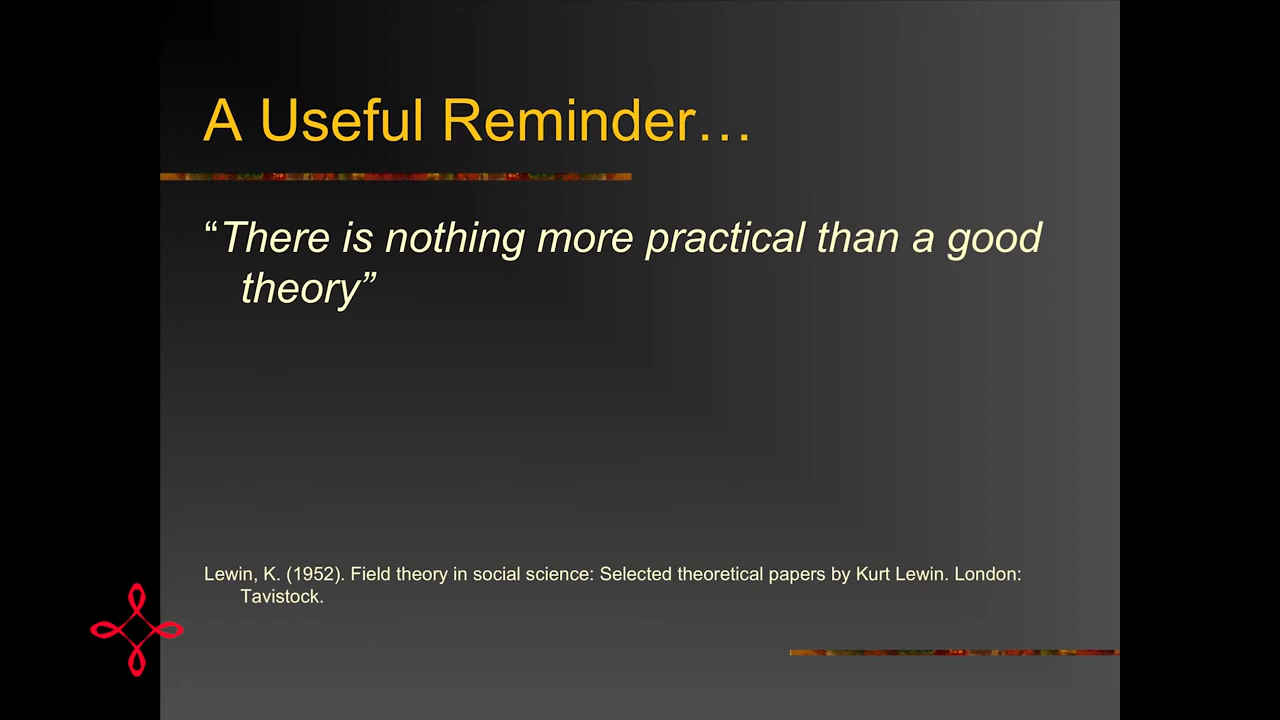 A Useful Reminder…
“There is nothing more practical than a good
theory”
Lewin, K. (1952). Field theory in social science: Selected theoretical papers by Kurt Lewin. London:
Tavistock.